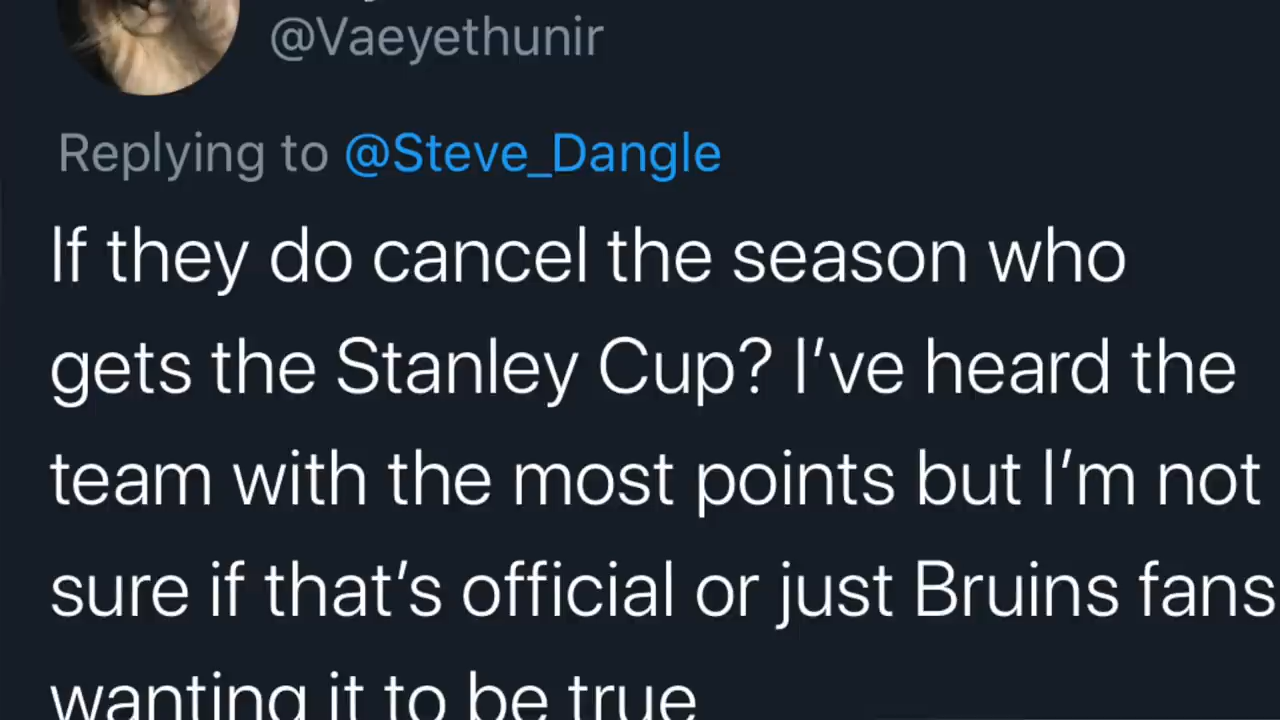 @Vaeyethunir
Replying to @Steve_Dangle
If they do cancel the season who
gets the Stanley Cup? I’ve heard the
team with the most points but I’m not
sure if that’s official or just Bruins fans
wanting it to be true